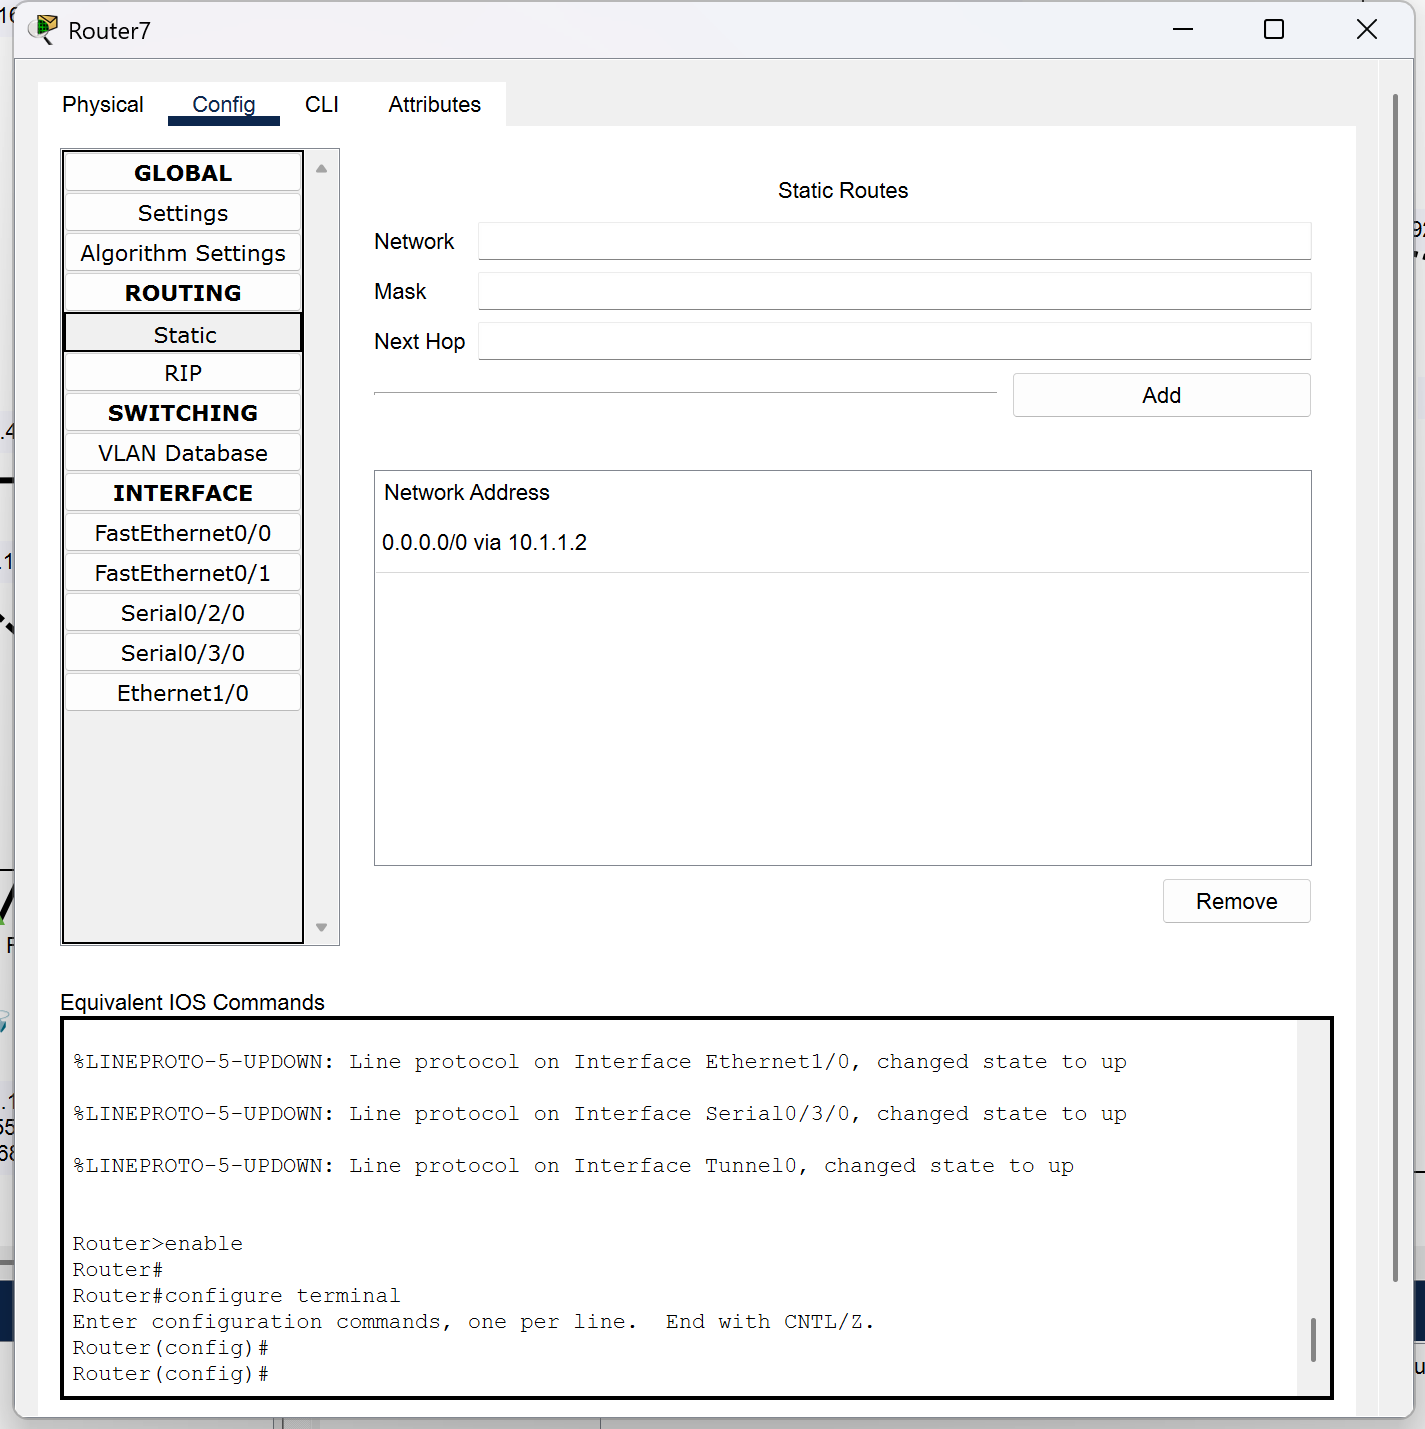 Router7
Physical Config CLI Attributes
GLOBAL
Settings
Algorithm Settings
ROUTING
Static
RIP
SWITCHING
VLAN Database
INTERFACE
FastEthernet0/0
FastEthernet0/1
Serial0/2/0
Serial0/3/0
Ethernet1/0
Static Routes
Network
Mask
Next Hop
Add
Network Address
0.0.0.0/0 via 10.1.1.2
Remove
Equivalent IOS Commands
%LINEPROTO-5-UPDOWN: Line protocol on Interface Ethernet1/0, changed state to up
%LINEPROTO-5-UPDOWN: Line protocol on Interface Serial0/3/0, changed state to up
%LINEPROTO-5-UPDOWN: Line protocol on Interface Tunnel0, changed state to up
Router>enable
Router#
Router#configure terminal
Enter configuration commands, one per line.  End with CNTL/Z.
Router(config)#
Router(config)#